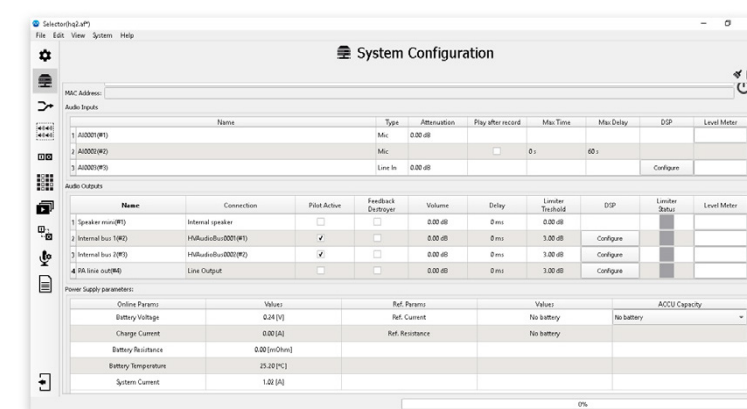 Selector(hq2.af*)
File Edit View System Help
System Configuration
MAC Address:
Audio Inputs
Name Type Attenuation Play after record Max Time Max Delay DSP Level Meter
1 AI0001(#1) Mic 0.00 dB
2 AI0002(#2) Mic 0 s 60 s
3 AI0003(#3) Line In 0.00 dB Configure
Audio Outputs
Name Connection Pilot Active Feedback Destroyer Volume Delay Limiter Treshold DSP Limiter Status Level Meter
1 Speaker mini(#1) Internal speaker 0.00 dB 0 ms 0.00 dB
2 Internal bus 1(#2) HVAudioBus0001(#1) 0.00 dB 0 ms 3.00 dB Configure
3 Internal bus 2(#3) HVAudioBus0002(#2) 0.00 dB 0 ms 3.00 dB Configure
4 PA linie out(#4) Line Output 0.00 dB 0 ms 3.00 dB Configure
Power Supply parameters:
Online Params Values Ref. Params Values ACCU Capacity
Battery Voltage 0.24 [V] Ref. Current No battery No battery
Charge Current 0.00 [A] Ref. Resistance No battery
Battery Resistance 0.00 [mOhm]
Battery Temperature 25.20 [°C]
System Current 1.02 [A]
0%